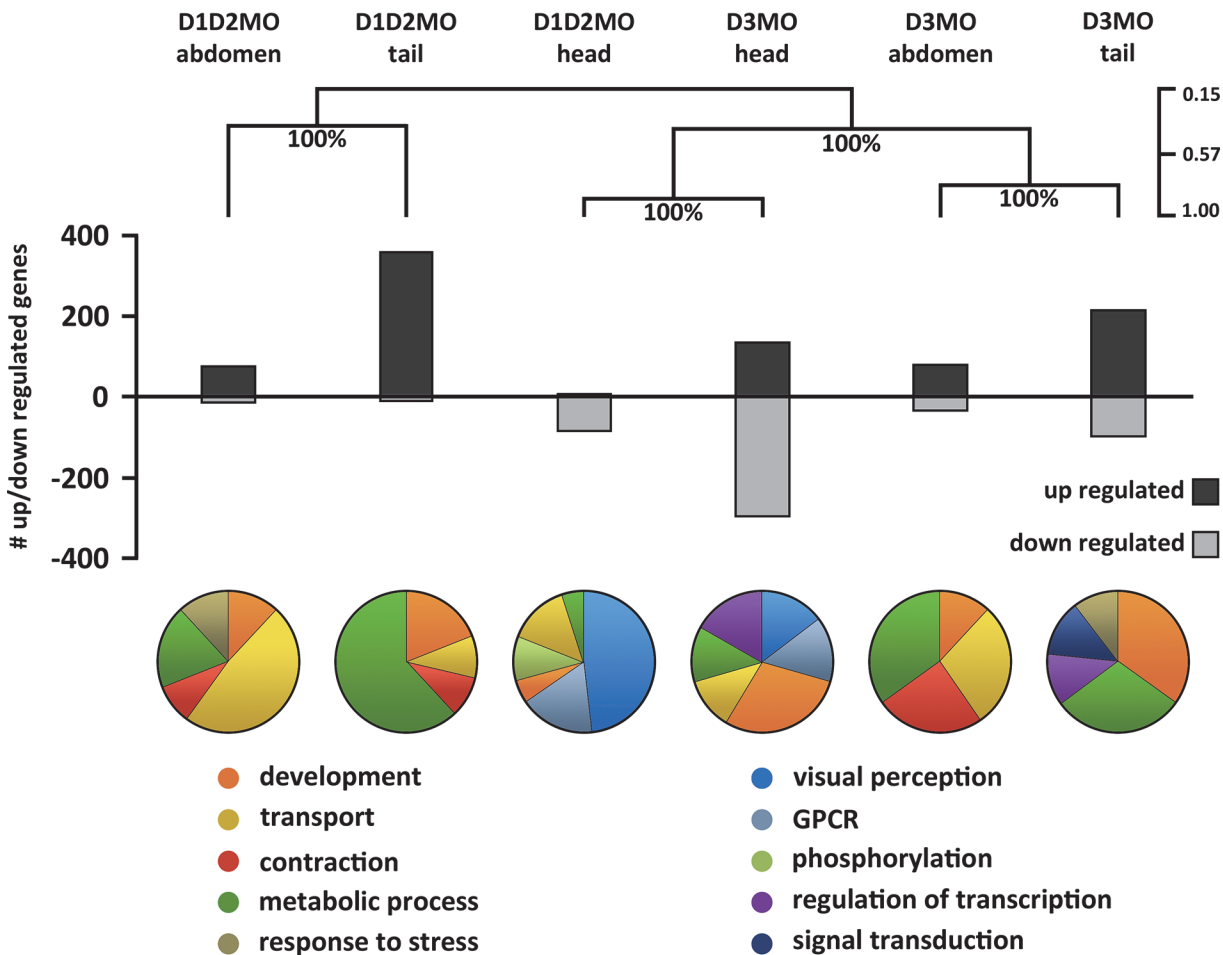 D1D2MO D1D2MO D1D2MO D3MO D3MO D3MO
abdomen tail head head abdomen tail
0.15
100% 100%
0.57
100% 100% 1.00
400
200
0
-200
-400
# up/down regulated genes
up regulated
down regulated
development visual perception
transport GPCR
contraction phosphorylation
metabolic process regulation of transcription
response to stress signal transduction